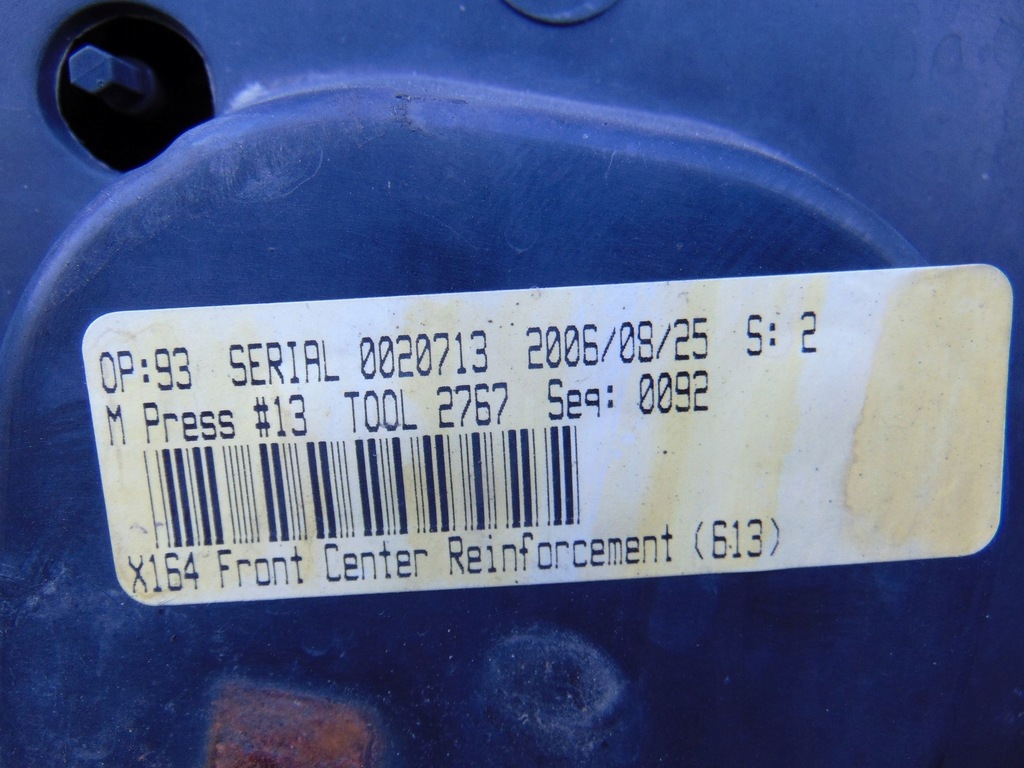 OP:93 SERIAL 0020713 2006/08/25 S: 2
M Press #13 TOOL 2767 Seq: 0092
X164 Front Center Reinforcement (613)